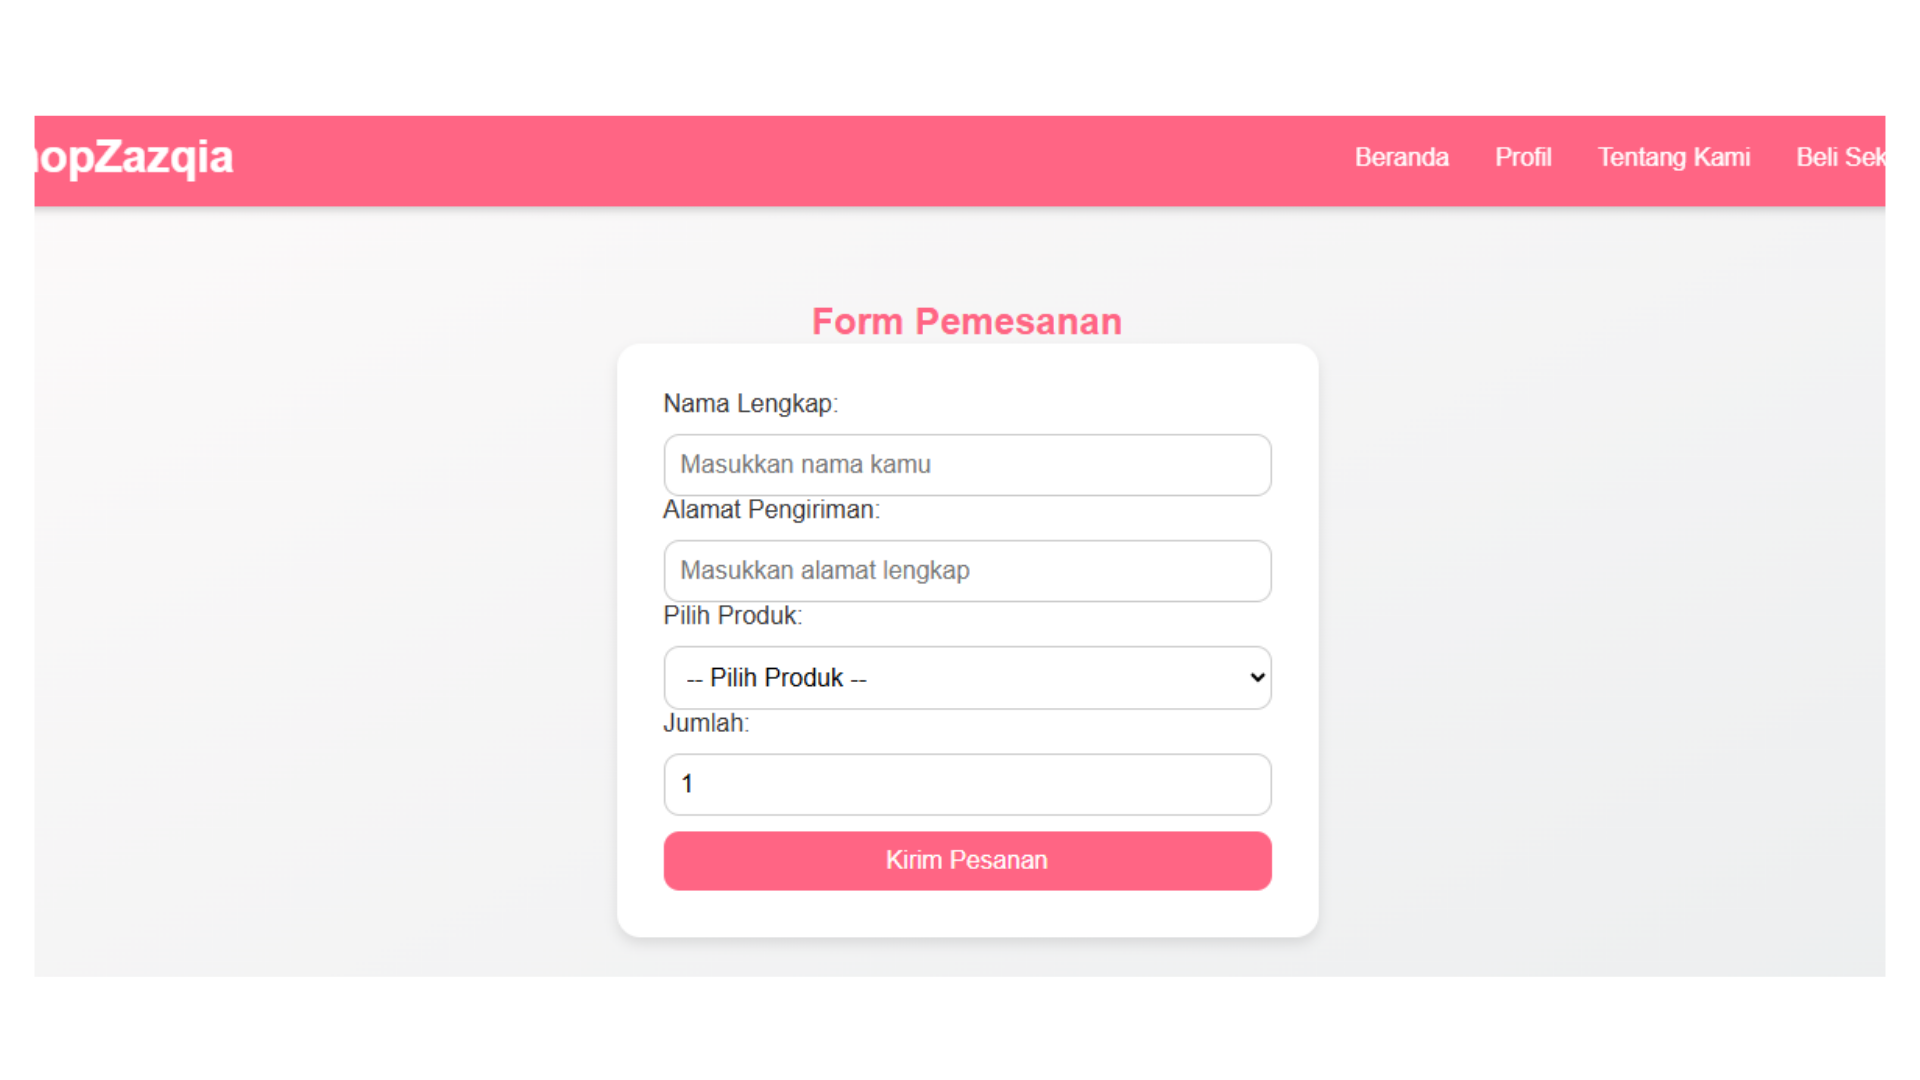 hopZazqia
Beranda Profil Tentang Kami Beli Sek
Form Pemesanan
Nama Lengkap:
Masukkan nama kamu
Alamat Pengiriman:
Masukkan alamat lengkap
Pilih Produk:
-- Pilih Produk --
Jumlah:
1
Kirim Pesanan